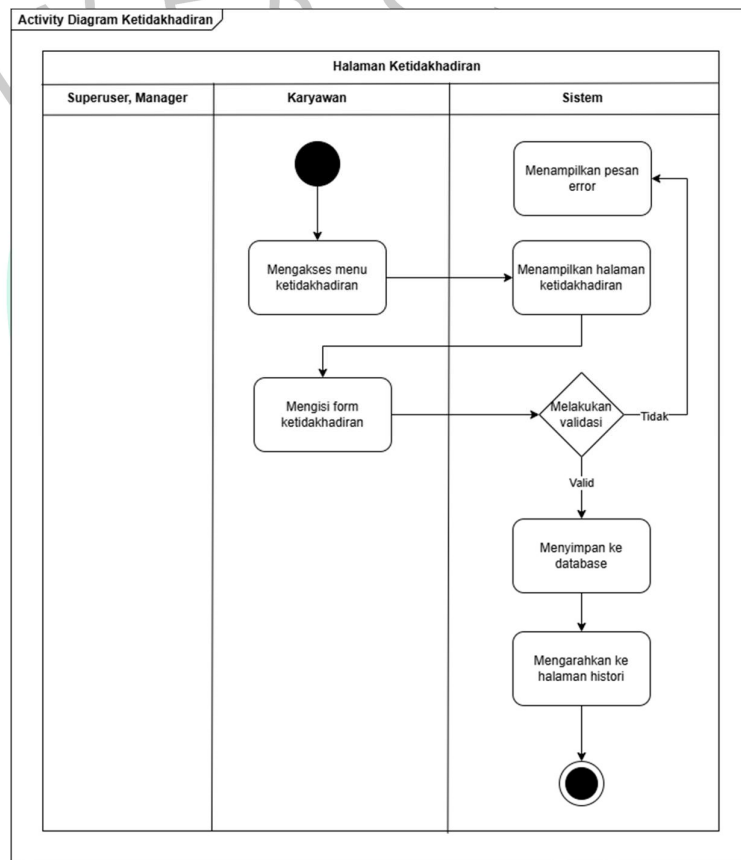 Activity Diagram Ketidakhadiran
Halaman Ketidakhadiran
Superuser, Manager
Karyawan
Sistem
Menampilkan pesan
error
Mengakses menu
ketidakhadiran
Menampilkan halaman
ketidakhadiran
Mengisi form
ketidakhadiran
Melakukan
validasi
Tidak
Valid
Menyimpan ke
database
Mengarahkan ke
halaman histori